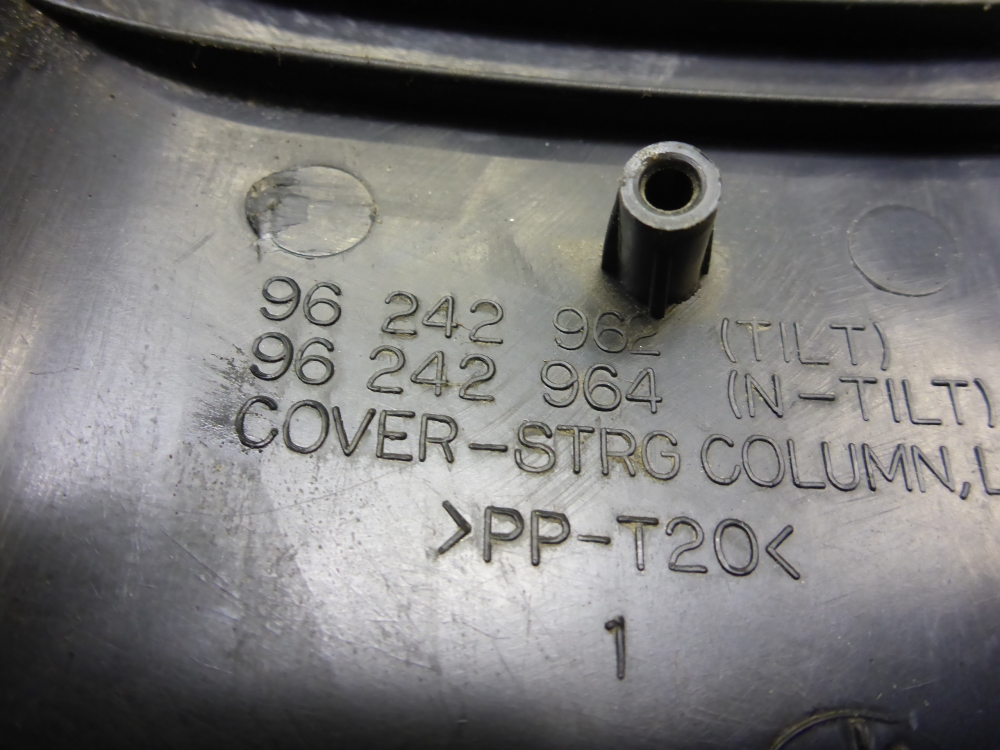 96 242 962 (TILT)
96 242 964 (N-TILT)
COVER-STRG COLUMN,L
>PP-T20<
1